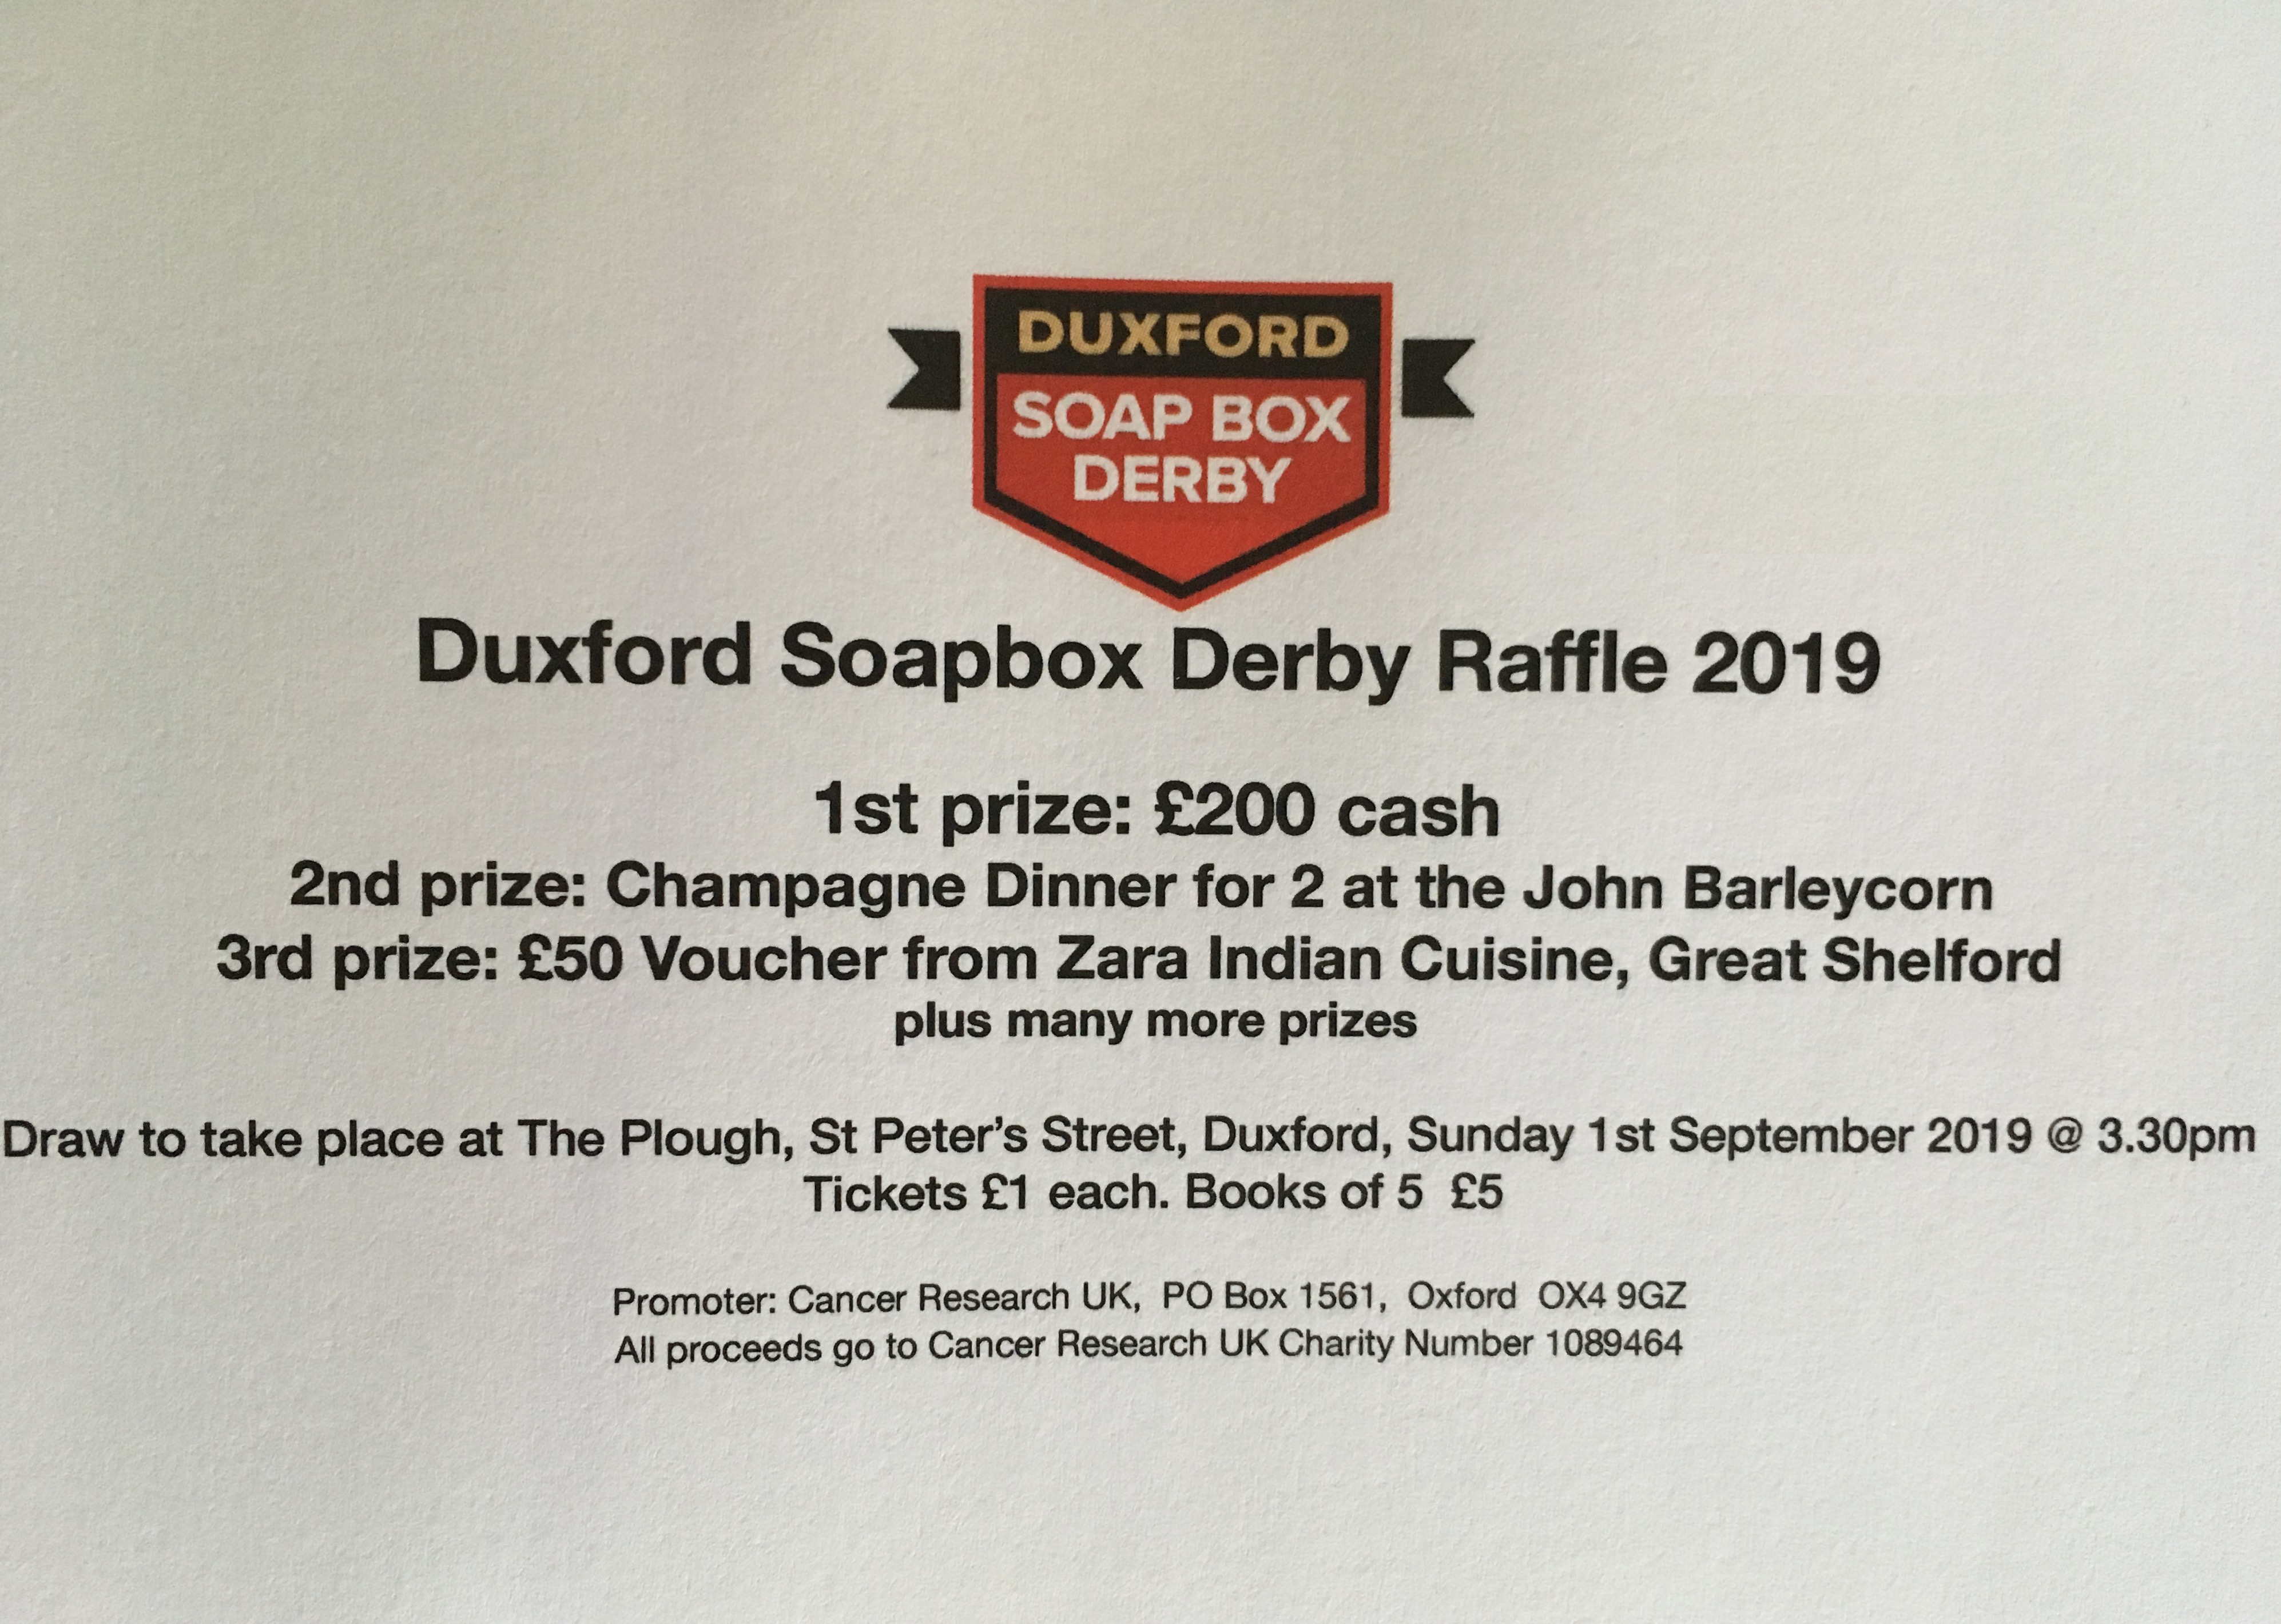 DUXFORD
SOAP BOX
DERBY
Duxford Soapbox Derby Raffle 2019
1st prize: £200 cash
2nd prize: Champagne Dinner for 2 at the John Barleycorn
3rd prize: £50 Voucher from Zara Indian Cuisine, Great Shelford
plus many more prizes
Draw to take place at The Plough, St Peter’s Street, Duxford, Sunday 1st September 2019 @ 3.30pm
Tickets £1 each. Books of 5  £5
Promoter: Cancer Research UK,  PO Box 1561,  Oxford  OX4 9GZ
All proceeds go to Cancer Research UK Charity Number 1089464